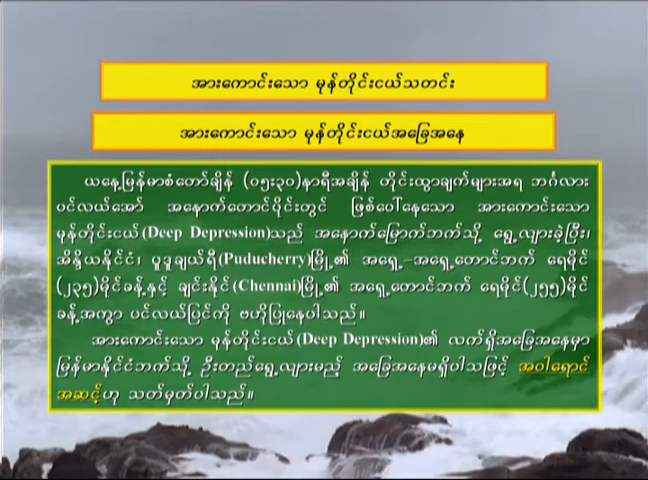 အားကောင်းသော မုန်တိုင်းငယ်သတင်း
အားကောင်းသော မုန်တိုင်းငယ်အခြေအနေ
ယနေ့မြန်မာစံတော်ချိန် (၀၅:၃၀)နာရီအချိန် တိုင်းထွာချက်များအရ ဘင်္ဂလား
ပင်လယ်အော် အနောက်တောင်ပိုင်းတွင် ဖြစ်ပေါ်နေသော အားကောင်းသော
မုန်တိုင်းငယ်(Deep Depression)သည် အနောက်မြောက်ဘက်သို့ ရွေ့လျားခဲ့ပြီး၊
အိန္ဒိယနိုင်ငံ၊ ပူဒူချယ်ရီ(Puducherry)မြို့၏ အရှေ့-အရှေ့တောင်ဘက် ရေမိုင်
(၂၃၅)မိုင်ခန့်နှင့် ချင်းနိုင်(Chennai)မြို့၏ အရှေ့တောင်ဘက် ရေမိုင်(၂၅၅)မိုင်
ခန့်အကွာ ပင်လယ်ပြင်ကို ဗဟိုပြုနေပါသည်။
အားကောင်းသော မုန်တိုင်းငယ်(Deep Depression)၏ လက်ရှိအခြေအနေမှာ
မြန်မာနိုင်ငံဘက်သို့ ဦးတည်ရွေ့လျားမည့် အခြေအနေမရှိပါသဖြင့် အဝါရောင်
အဆင့်ဟု သတ်မှတ်ပါသည်။